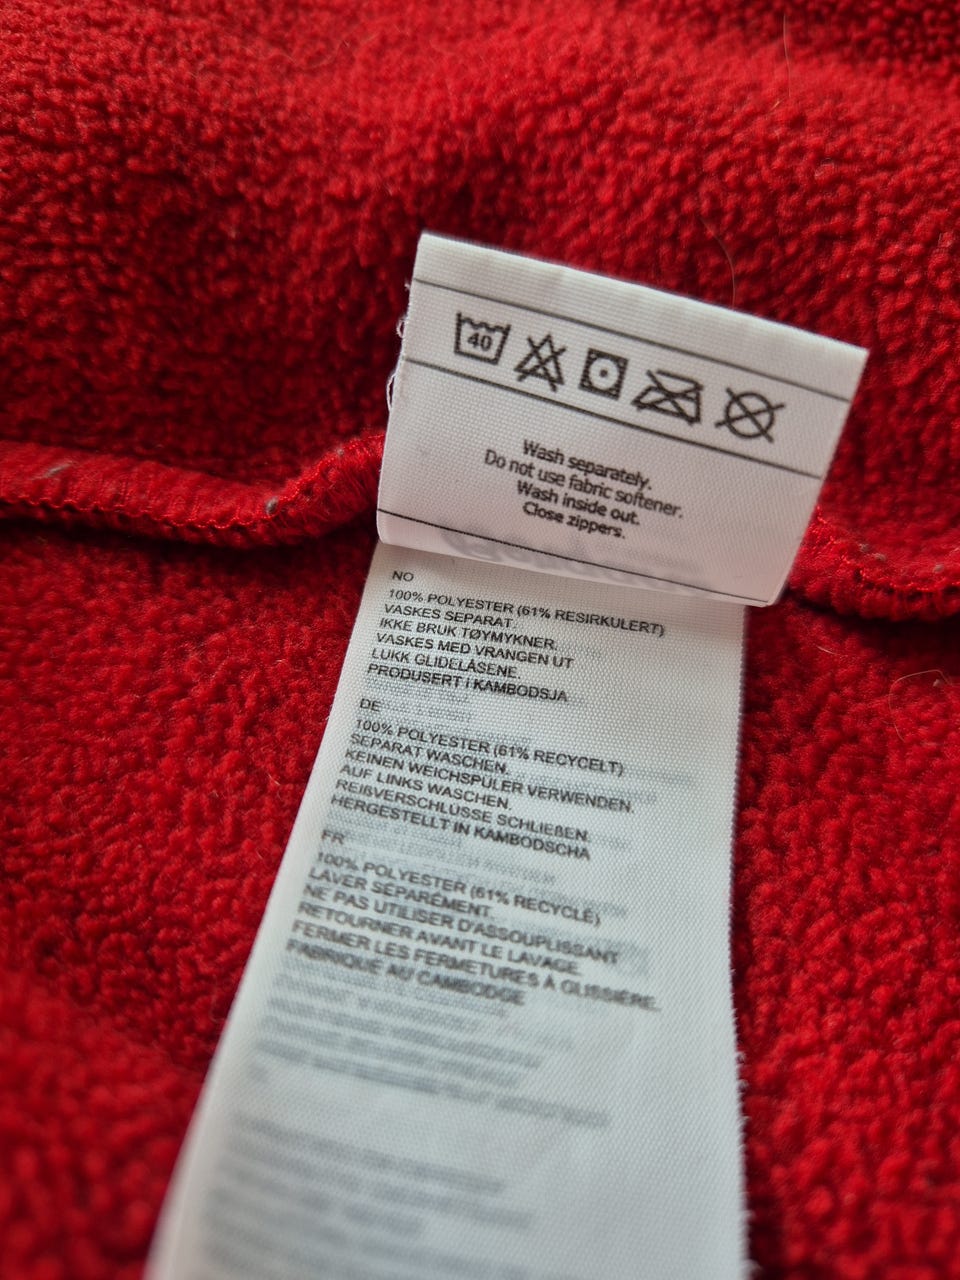 40
Wash separately.
Do not use fabric softener.
Wash inside out.
Close zippers.
NO
100% POLYESTER (61% RESIRKULERT)
VASKES SEPARAT.
IKKE BRUK TØYMYKNER.
VASKES MED VRANGEN UT
LUKK GLIDELÅSENE.
PRODUSERT I KAMBODSJA
DE
100% POLYESTER (61% RECYCELT)
SEPARAT WASCHEN.
KEINEN WEICHSPÜLER VERWENDEN.
AUF LINKS WASCHEN.
REIßVERSCHLÜSSE SCHLIEßEN.
HERGESTELLT IN KAMBODSCHA
FR
100% POLYESTER (61% RECYCLÉ)
LAVER SÉPARÉMENT.
NE PAS UTILISER D'ASSOUPLISSANT
RETOURNER AVANT LE LAVAGE.
FERMER LES FERMETURES À GLISSIÈRE.
FABRIQUÉ AU CAMBODGE